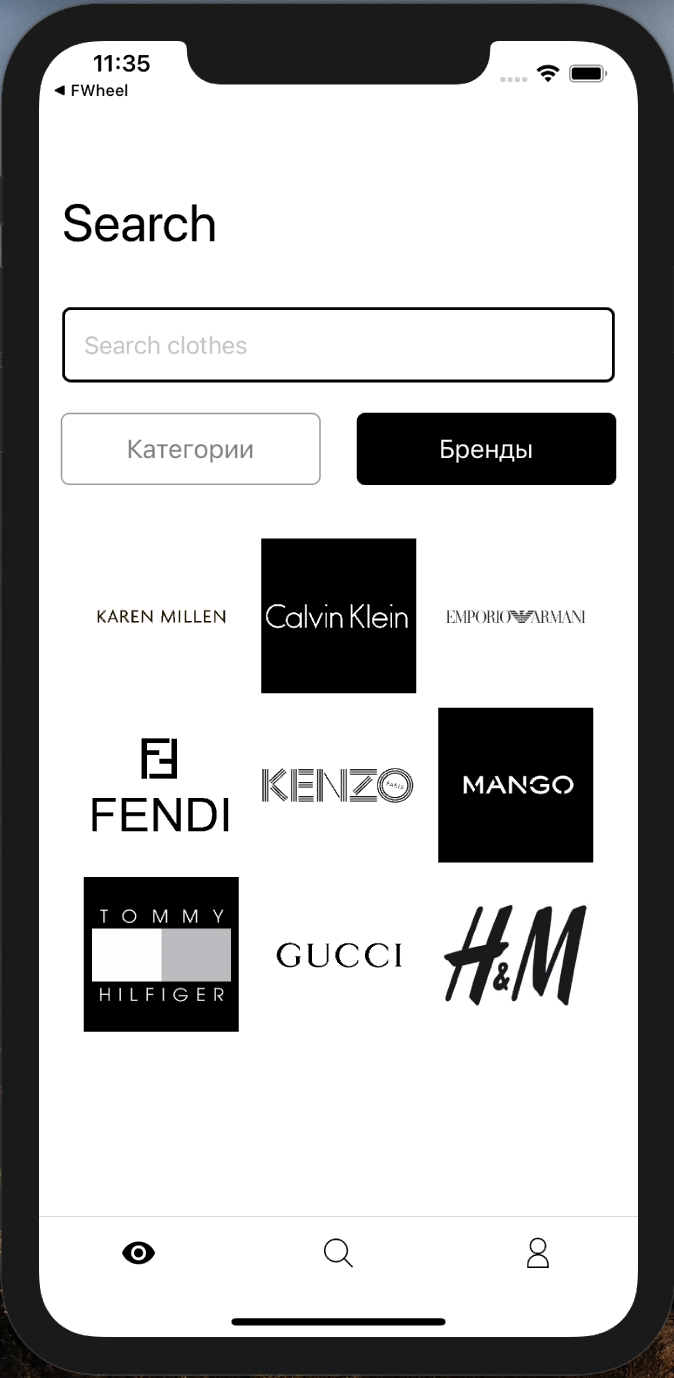 11:35
◀ FWheel
Search
Search clothes
Категории
Бренды
KAREN MILLEN
Calvin Klein
EMPORIO ARMANI
FENDI
KENZO
PARIS
MANGO
TOMMY
HILFIGER
GUCCI
H&M